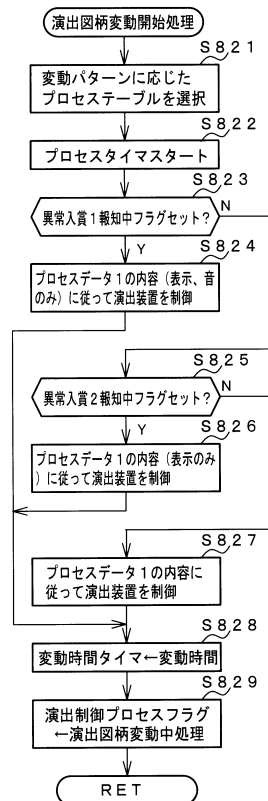 演出図柄変動開始処理
S821
変動パターンに応じた
プロセステーブルを選択
S822
プロセスタイマスタート
S823
異常入賞1報知中フラグセット?
N
Y
S824
プロセスデータ1の内容(表示、音
のみ)に従って演出装置を制御
S825
異常入賞2報知中フラグセット?
N
Y
S826
プロセスデータ1の内容(表示のみ
)に従って演出装置を制御
S827
プロセスデータ1の内容に
従って演出装置を制御
S828
変動時間タイマ←変動時間
S829
演出制御プロセスフラグ
←演出図柄変動中処理
RET